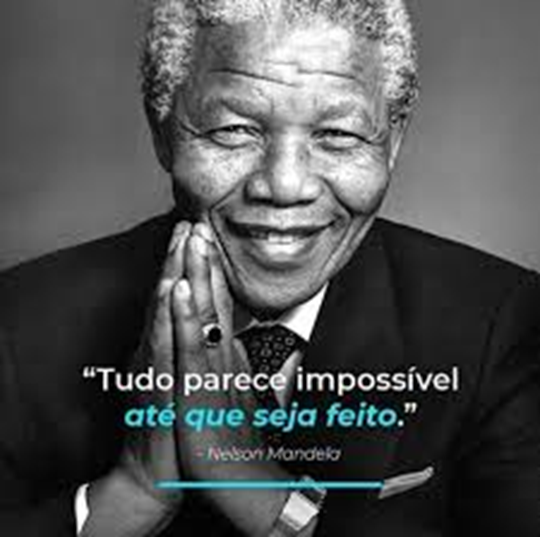 “Tudo parece impossível
até que seja feito.”
- Nelson Mandela